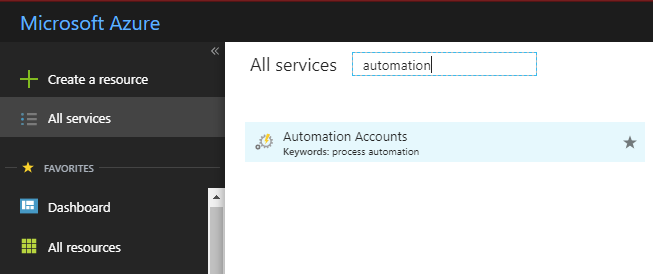 Microsoft Azure
Create a resource
All services
FAVORITES
Dashboard
All resources
All services
automation
Automation Accounts
Keywords: process automation